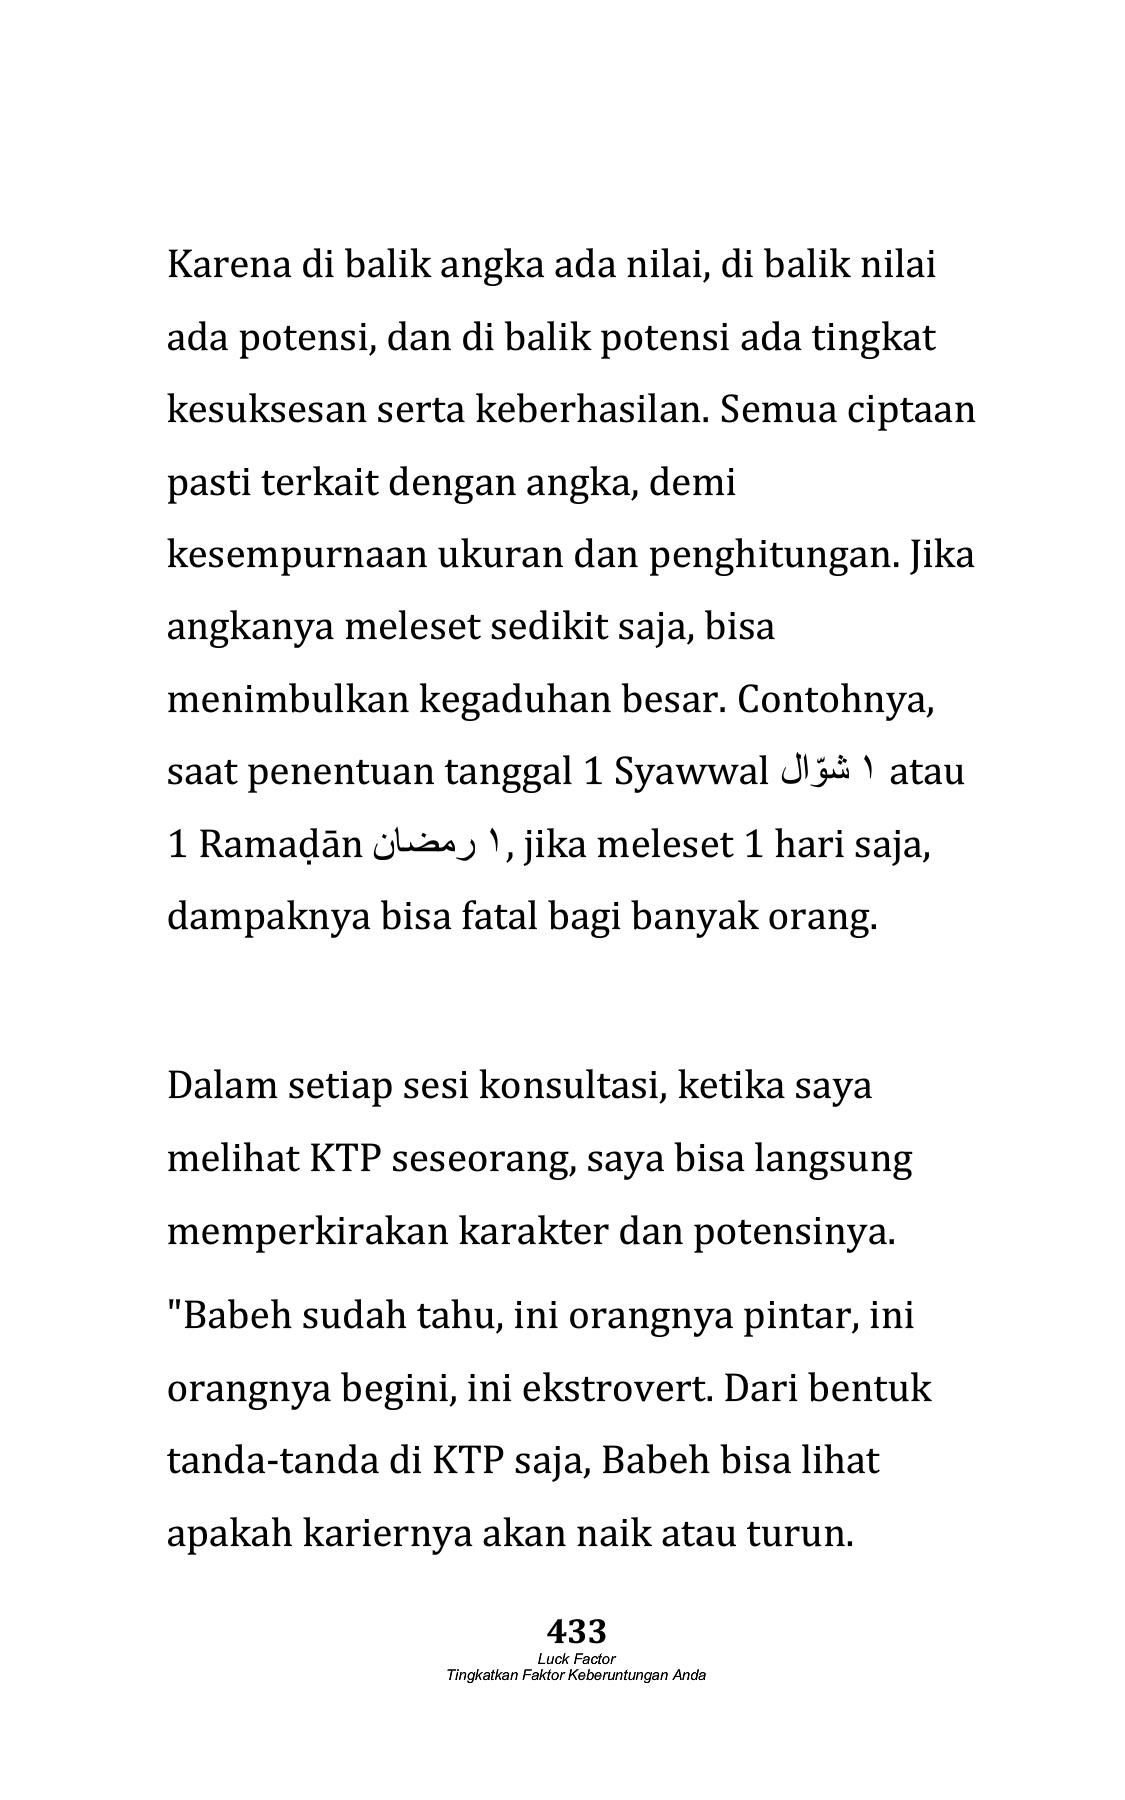 Karena di balik angka ada nilai, di balik nilai
ada potensi, dan di balik potensi ada tingkat
kesuksesan serta keberhasilan. Semua ciptaan
pasti terkait dengan angka, demi
kesempurnaan ukuran dan penghitungan. Jika
angkanya meleset sedikit saja, bisa
menimbulkan kegaduhan besar. Contohnya,
saat penentuan tanggal 1 Syawwal ١ شوّال atau
1 Ramaḍān ١ رمضان, jika meleset 1 hari saja,
dampaknya bisa fatal bagi banyak orang.
Dalam setiap sesi konsultasi, ketika saya
melihat KTP seseorang, saya bisa langsung
memperkirakan karakter dan potensinya.
"Babeh sudah tahu, ini orangnya pintar, ini
orangnya begini, ini ekstrovert. Dari bentuk
tanda-tanda di KTP saja, Babeh bisa lihat
apakah kariernya akan naik atau turun.
433
Luck Factor
Tingkatkan Faktor Keberuntungan Anda